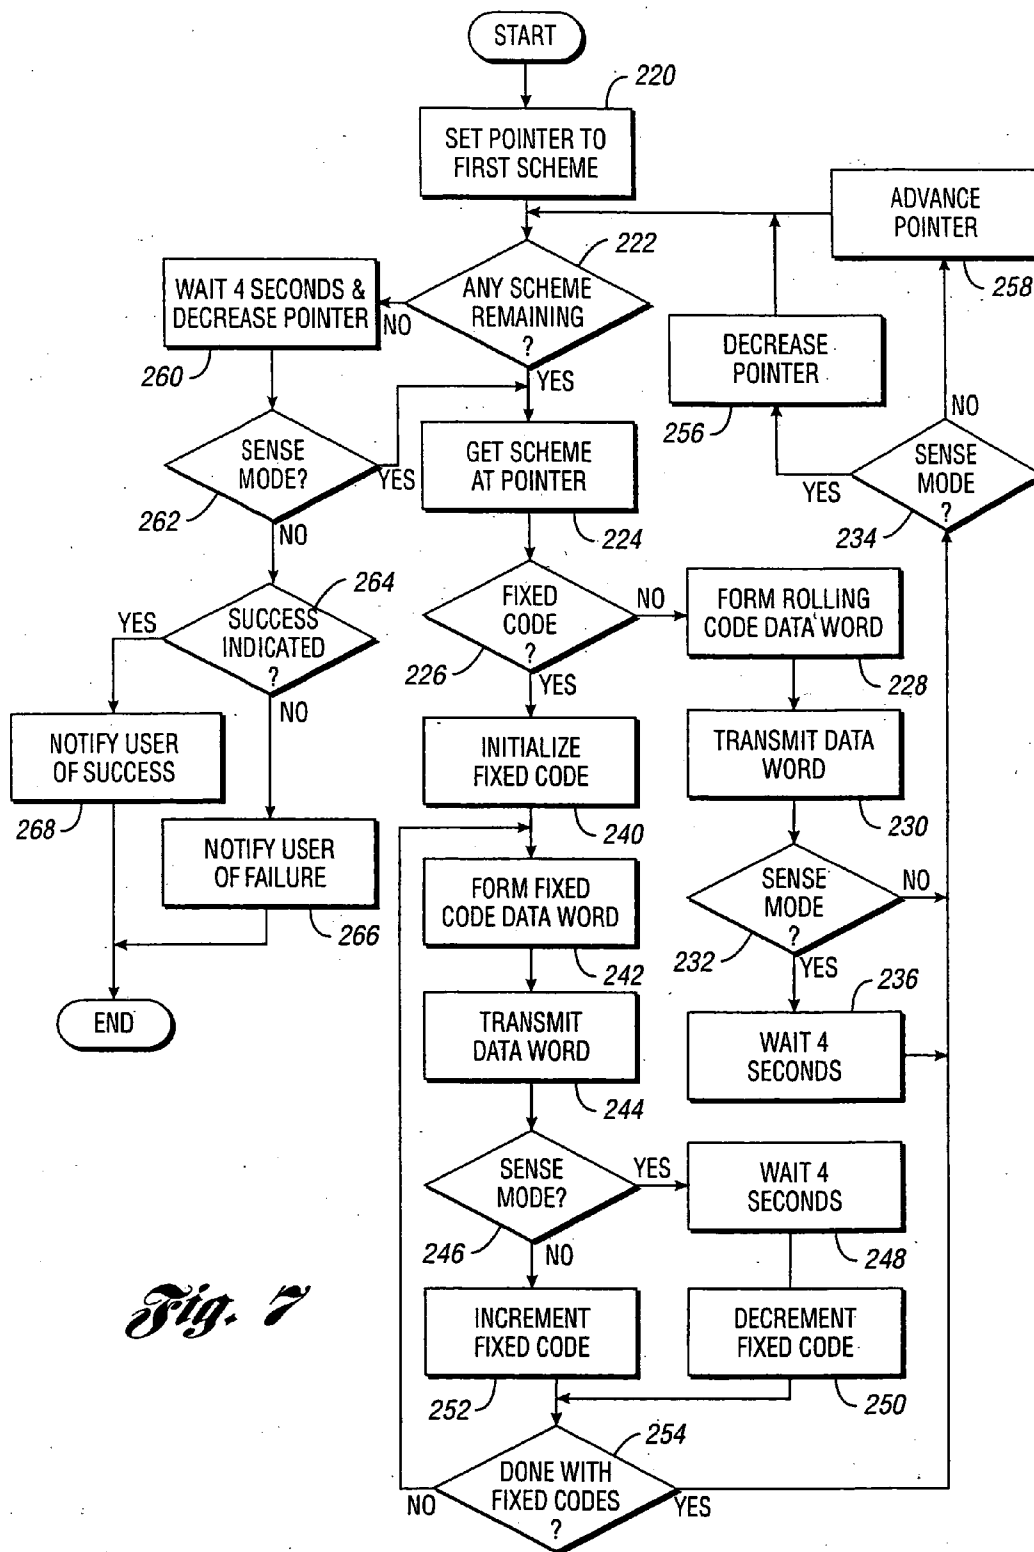 START
220
SET POINTER TO
FIRST SCHEME
ADVANCE
POINTER
258
222
ANY SCHEME
REMAINING
?
NO
YES
WAIT 4 SECONDS &
DECREASE POINTER
260
DECREASE
POINTER
256
NO
SENSE
MODE
?
YES
234
SENSE
MODE?
YES
262
NO
GET SCHEME
AT POINTER
224
264
SUCCESS
INDICATED
?
YES
NO
FIXED
CODE
?
NO
226
YES
FORM ROLLING
CODE DATA WORD
228
NOTIFY USER
OF SUCCESS
268
INITIALIZE
FIXED CODE
240
TRANSMIT DATA
WORD
230
NOTIFY USER
OF FAILURE
266
FORM FIXED
CODE DATA WORD
242
SENSE
MODE
?
NO
232
YES
236
END
TRANSMIT
DATA WORD
244
WAIT 4
SECONDS
SENSE
MODE?
YES
246
NO
WAIT 4
SECONDS
248
Fig. 7
INCREMENT
FIXED CODE
252
DECREMENT
FIXED CODE
250
254
DONE WITH
FIXED CODES
?
NO
YES